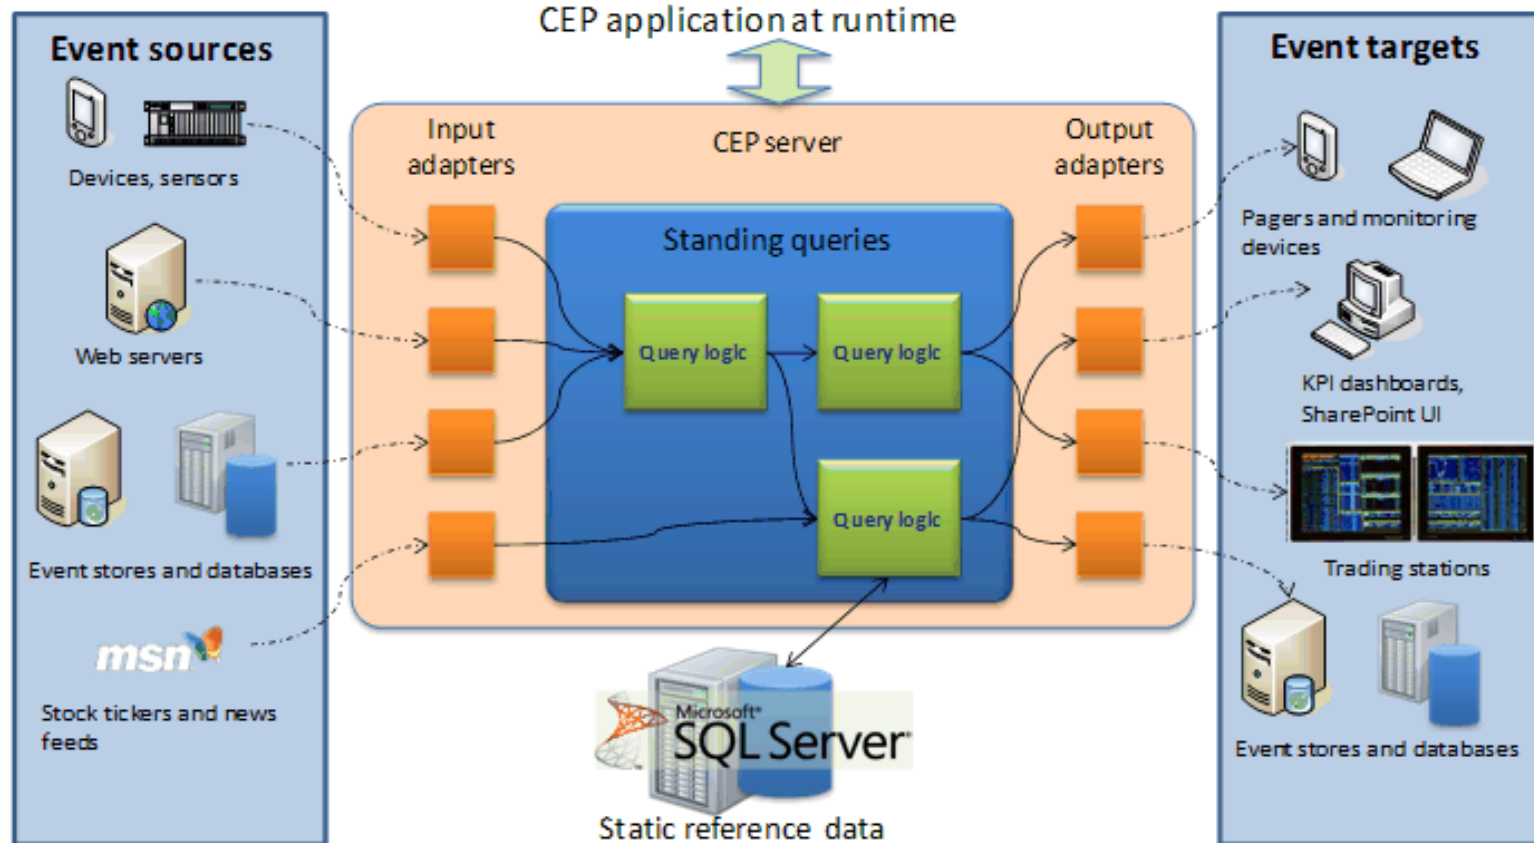 CEP application at runtime
Event sources
Devices, sensors
Web servers
Event stores and databases
msn
Stock tickers and news
feeds
Input
adapters
CEP server
Output
adapters
Standing queries
Query logic
Query logic
Query logic
Microsoft®
SQL Server®
Static reference data
Event targets
Pagers and monitoring
devices
KPI dashboards,
SharePoint UI
Trading stations
Event stores and databases